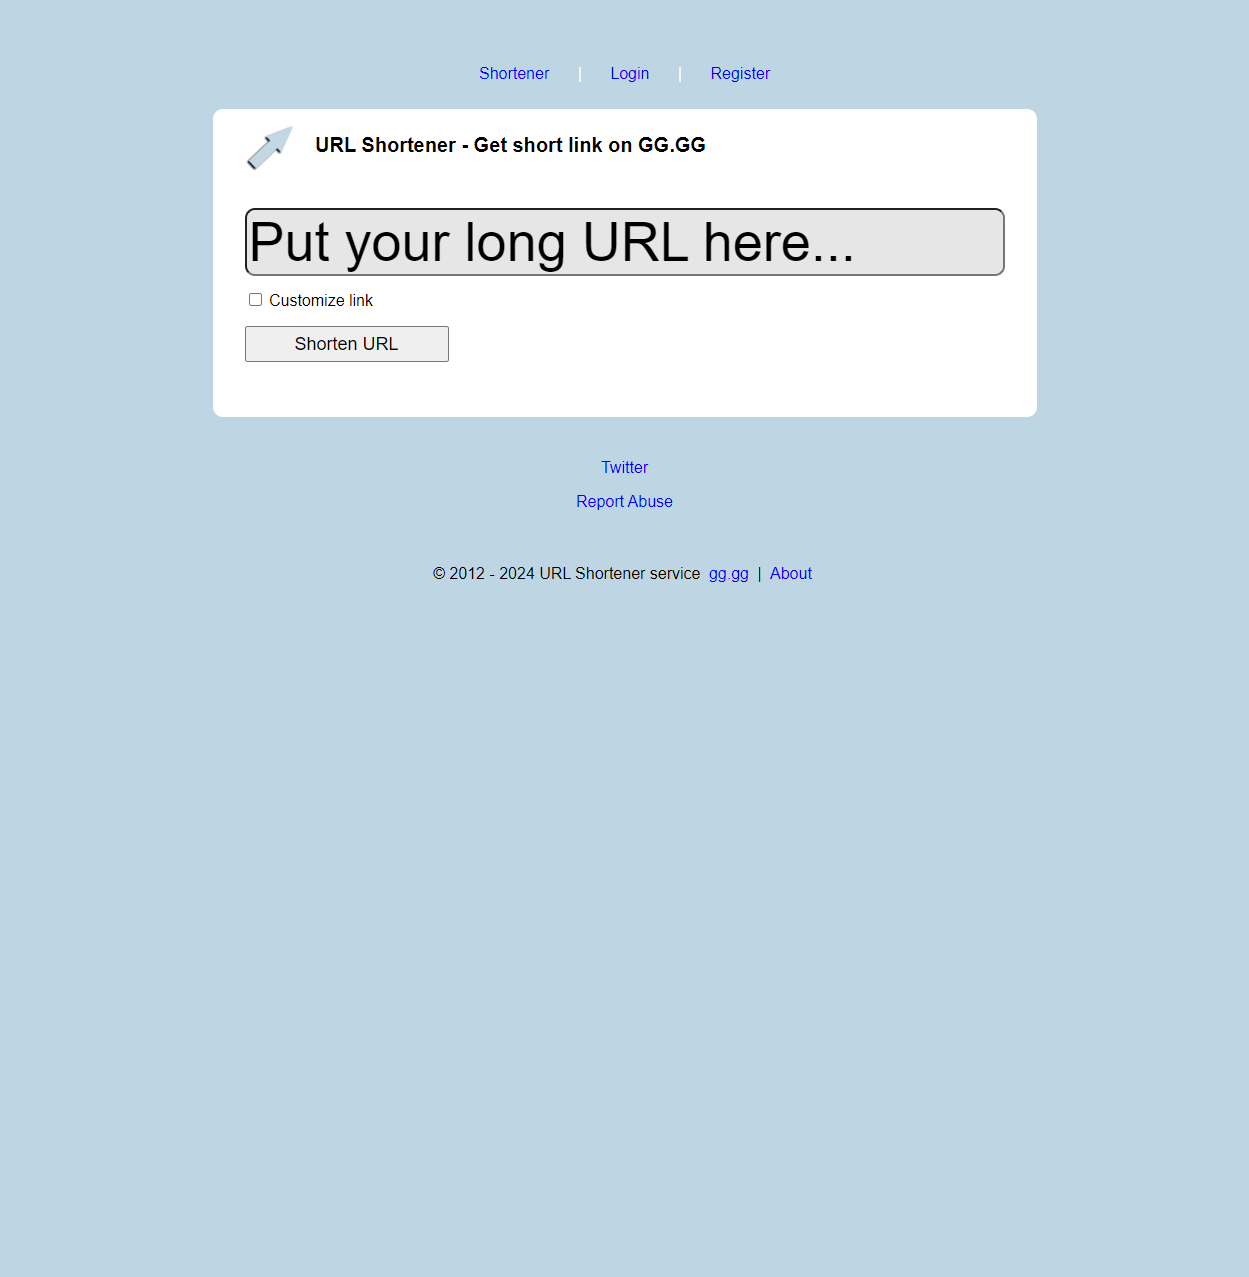 Shortener | Login | Register
URL Shortener - Get short link on GG.GG
Put your long URL here...
Customize link
Shorten URL
Twitter
Report Abuse
© 2012 - 2024 URL Shortener service gg.gg | About